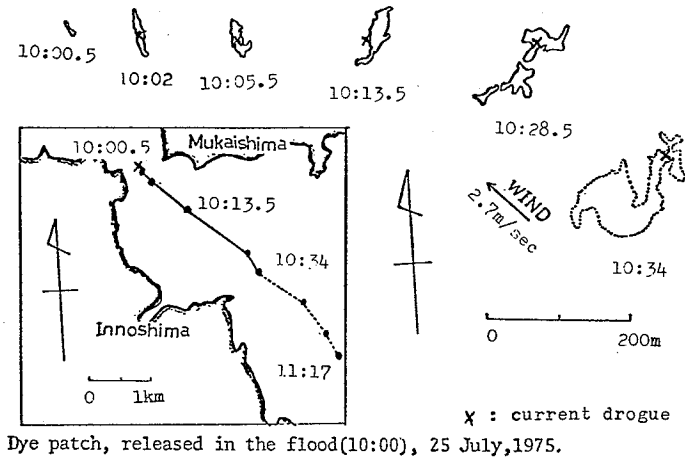 10:00.5
10:02
10:05.5
10:13.5
10:28.5
10:34
WIND
2.7m/sec
0 200m
10:00.5
Mukaishima
10:13.5
10:34
Innoshima
11:17
0 1km
x : current drogue
Dye patch, released in the flood(10:00), 25 July,1975.